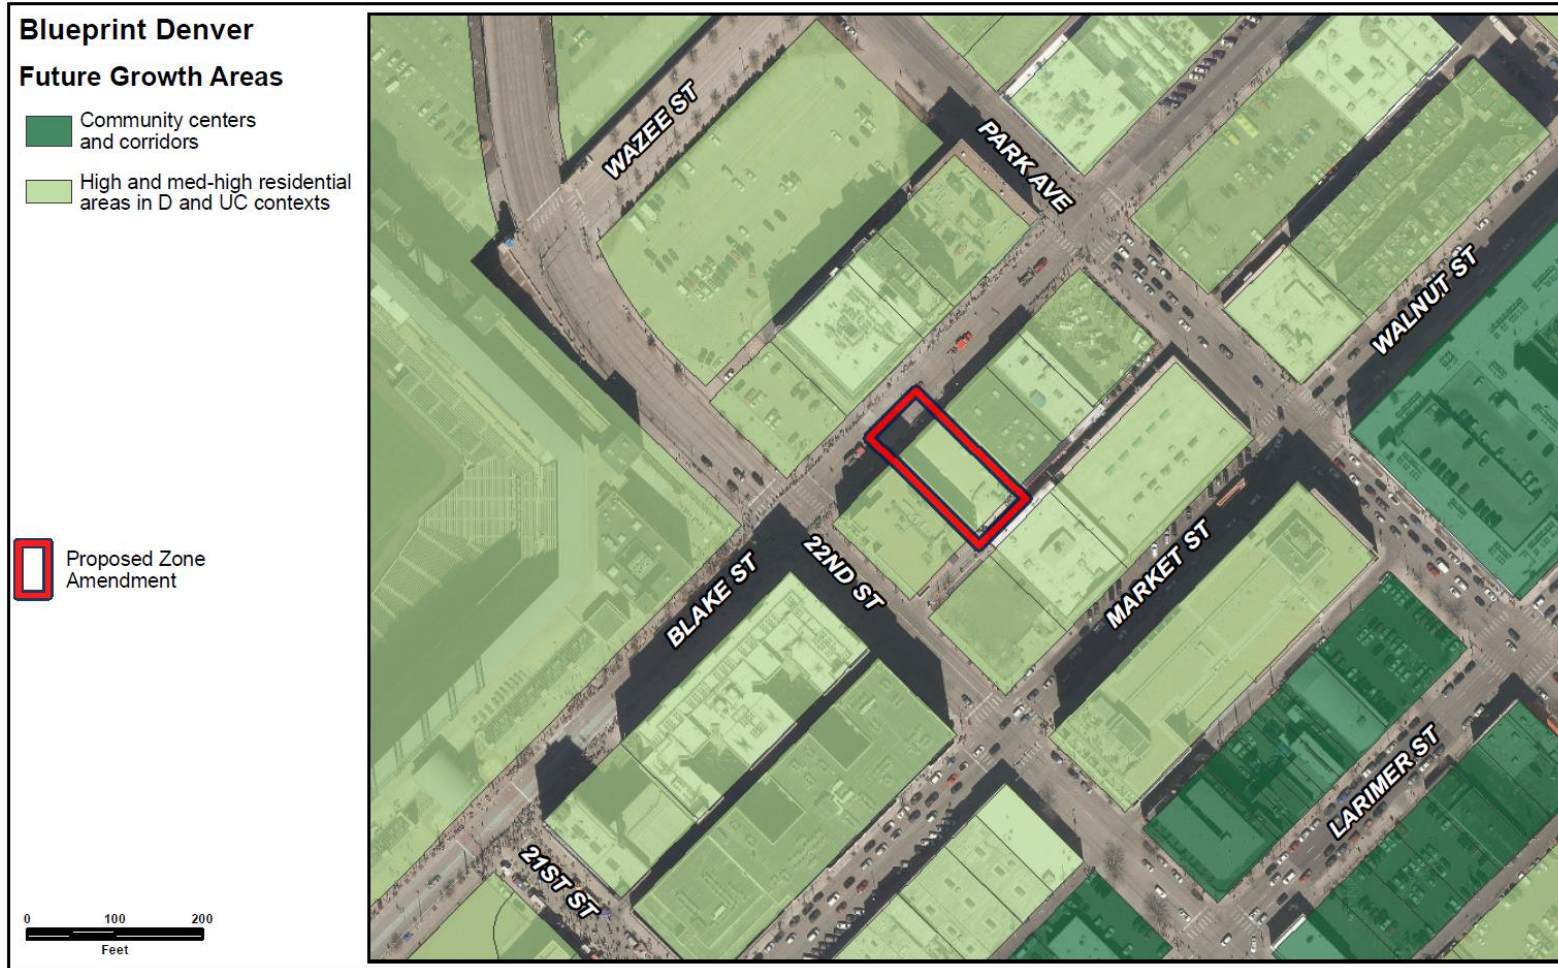 Blueprint Denver
Future Growth Areas
Community centers
and corridors
High and med-high residential
areas in D and UC contexts
Proposed Zone
Amendment
0 100 200
Feet
WAZEE ST
PARK AVE
WALNUT ST
BLAKE ST
22ND ST
MARKET ST
LARIMER ST
21ST ST